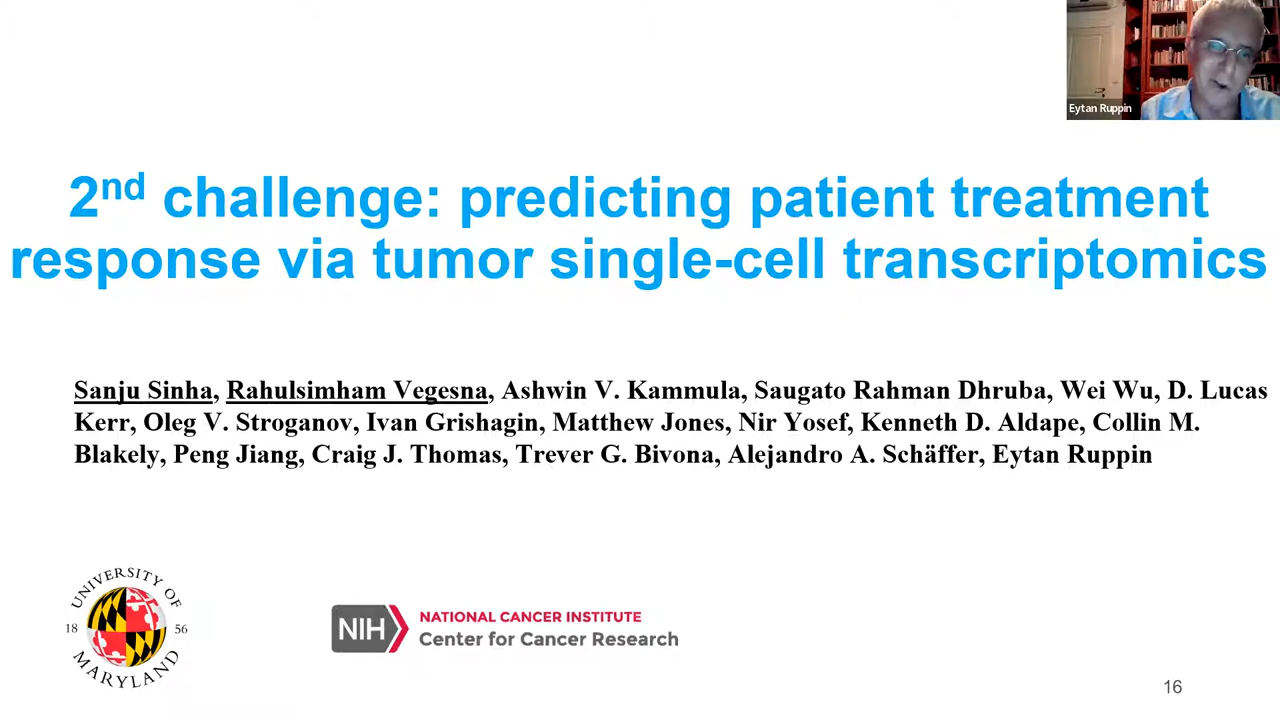 Eytan Ruppin
2nd challenge: predicting patient treatment
response via tumor single-cell transcriptomics
Sanju Sinha, Rahulsimham Vegesna, Ashwin V. Kammula, Saugato Rahman Dhruba, Wei Wu, D. Lucas
Kerr, Oleg V. Stroganov, Ivan Grishagin, Matthew Jones, Nir Yosef, Kenneth D. Aldape, Collin M.
Blakely, Peng Jiang, Craig J. Thomas, Trever G. Bivona, Alejandro A. Schäffer, Eytan Ruppin
UNIVERSITY OF
18 56
MARYLAND
NIH
NATIONAL CANCER INSTITUTE
Center for Cancer Research
16